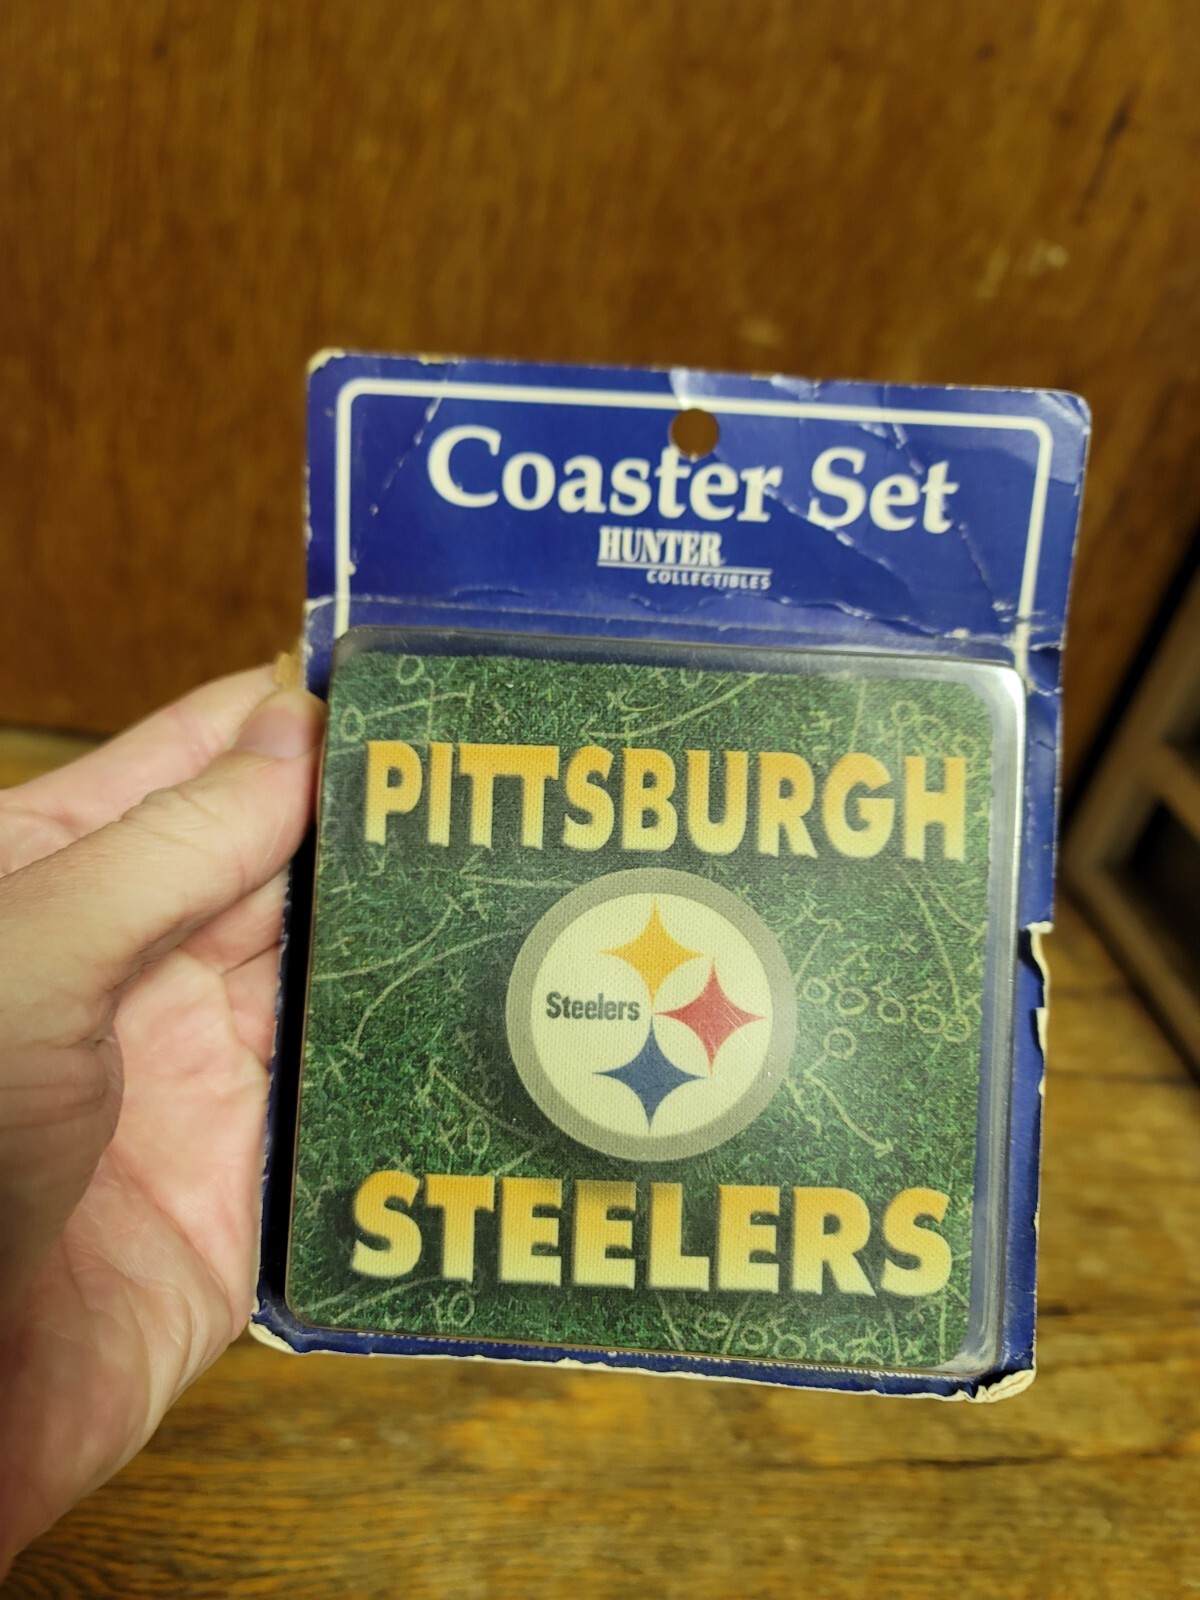 Coaster Set
HUNTER
COLLECTIBLES
PITTSBURGH
Steelers
STEELERS